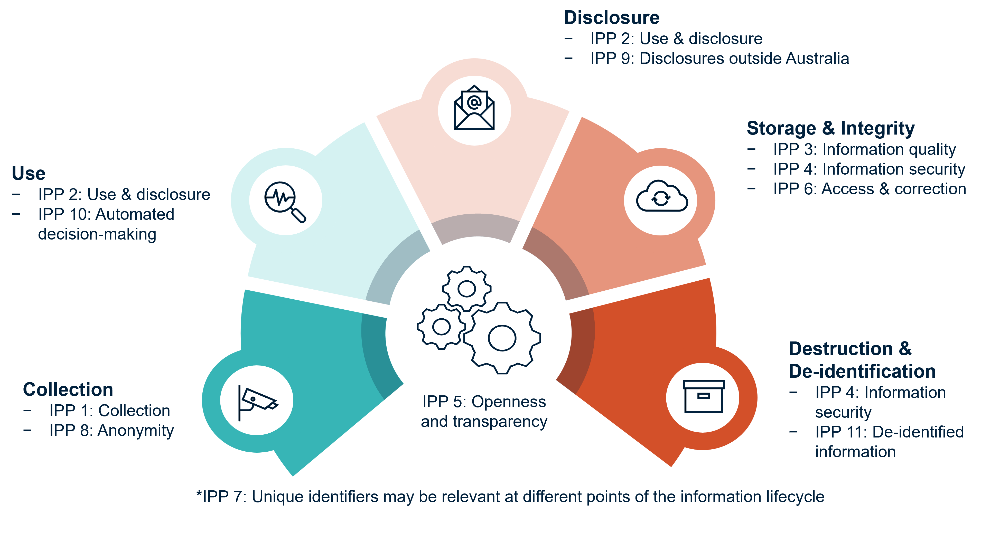 Disclosure
− IPP 2: Use & disclosure
− IPP 9: Disclosures outside Australia
Storage & Integrity
− IPP 3: Information quality
− IPP 4: Information security
− IPP 6: Access & correction
Use
− IPP 2: Use & disclosure
− IPP 10: Automated
decision-making
Destruction &
De-identification
− IPP 4: Information
security
− IPP 11: De-identified
information
Collection
− IPP 1: Collection
− IPP 8: Anonymity
@
IPP 5: Openness
and transparency
*IPP 7: Unique identifiers may be relevant at different points of the information lifecycle